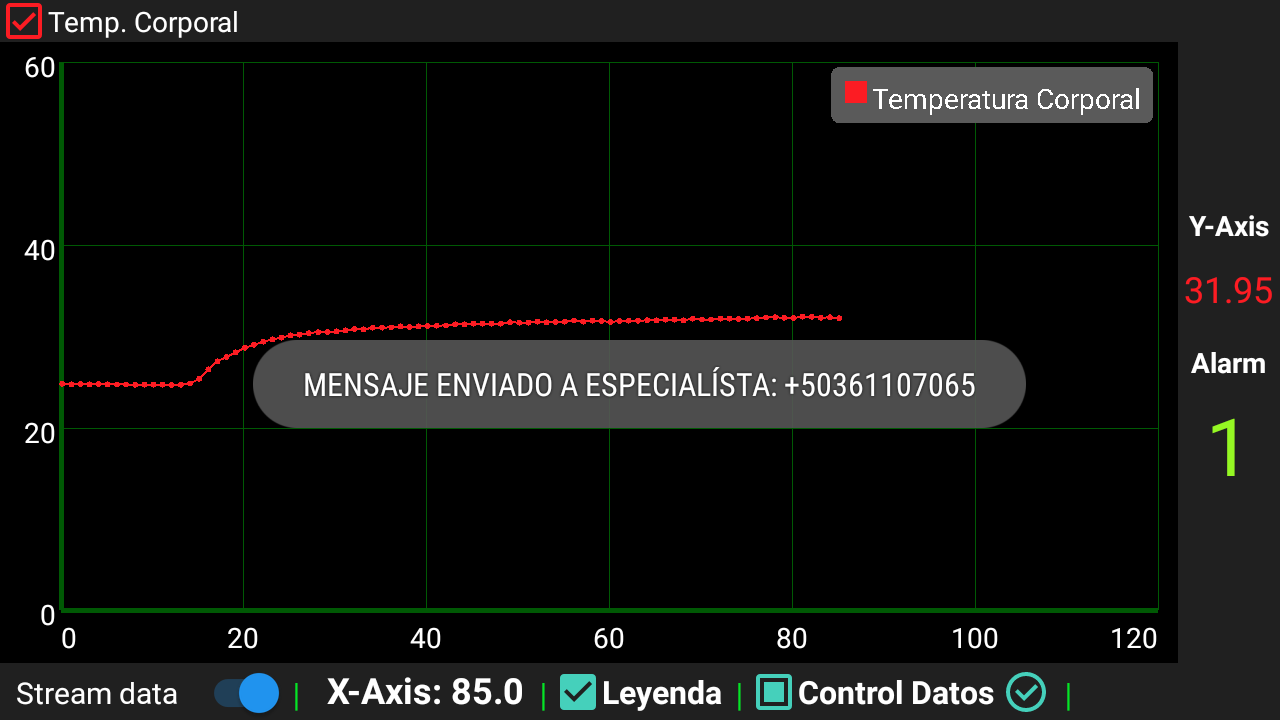 Temp. Corporal
60
Temperatura Corporal
40
20
0
0 20 40 60 80 100 120
MENSAJE ENVIADO A ESPECIALÍSTA: +50361107065
Y-Axis
31.95
Alarm
1
Stream data | X-Axis: 85.0 | Leyenda | Control Datos |